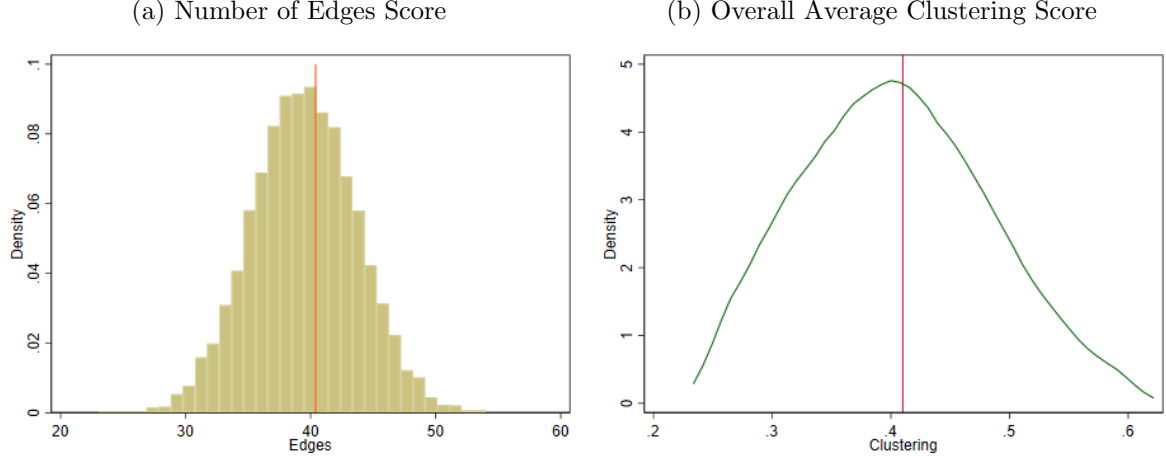 (a) Number of Edges Score
Density
0 .02 .04 .06 .08 .1
20 30 40 50 60
Edges
(b) Overall Average Clustering Score
Density
0 1 2 3 4 5
.2 .3 .4 .5 .6
Clustering